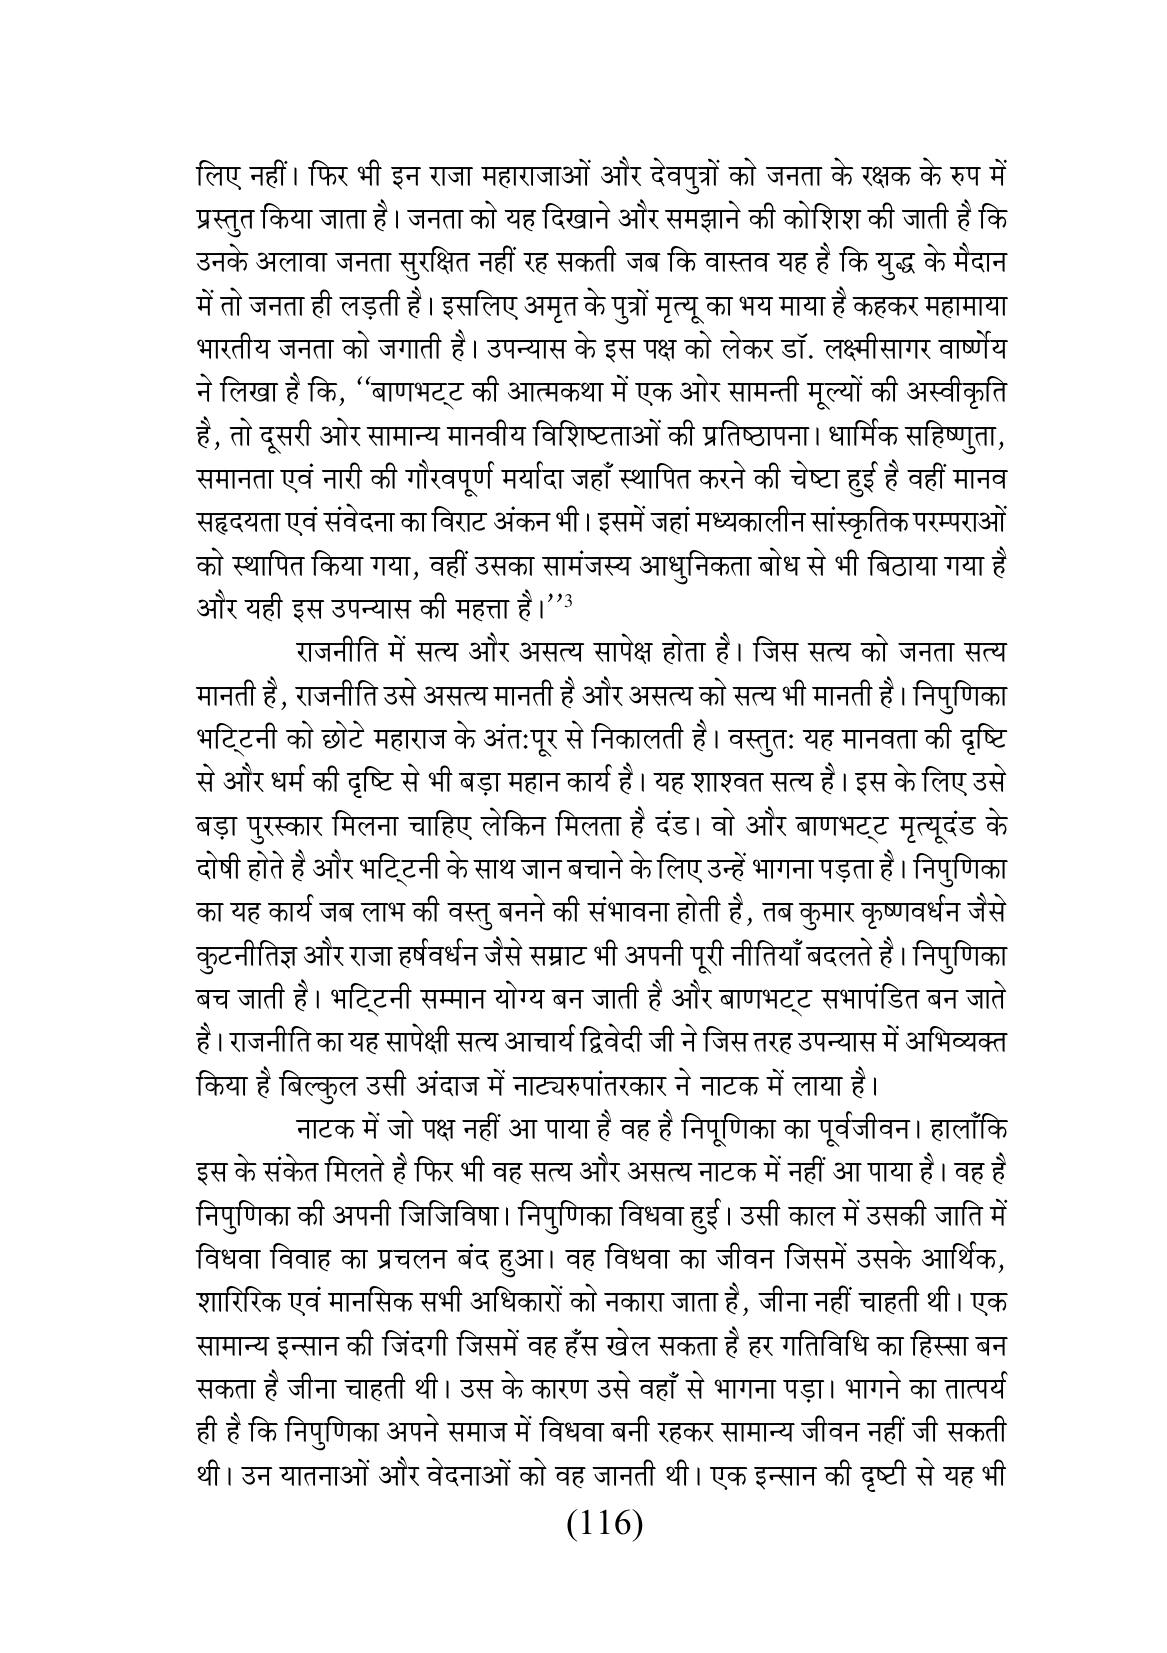 लिए नहीं। फिर भी इन राजा महाराजाओं और देवपुत्रों को जनता के रक्षक के रुप में
प्रस्तुत किया जाता है। जनता को यह दिखाने और समझाने की कोशिश की जाती है कि
उनके अलावा जनता सुरक्षित नहीं रह सकती जब कि वास्तव यह है कि युद्ध के मैदान
में तो जनता ही लड़ती है। इसलिए अमृत के पुत्रों मृत्यू का भय माया है कहकर महामाया
भारतीय जनता को जगाती है। उपन्यास के इस पक्ष को लेकर डॉ. लक्ष्मीसागर वार्ष्णेय
ने लिखा है कि, ‘‘बाणभट्ट की आत्मकथा में एक ओर सामन्ती मूल्यों की अस्वीकृति
है, तो दूसरी ओर सामान्य मानवीय विशिष्टताओं की प्रतिष्ठापना। धार्मिक सहिष्णुता,
समानता एवं नारी की गौरवपूर्ण मर्यादा जहाँ स्थापित करने की चेष्टा हुई है वहीं मानव
सहृदयता एवं संवेदना का विराट अंकन भी। इसमें जहां मध्यकालीन सांस्कृतिक परम्पराओं
को स्थापित किया गया, वहीं उसका सामंजस्य आधुनिकता बोध से भी बिठाया गया है
और यही इस उपन्यास की महत्ता है।’’3
राजनीति में सत्य और असत्य सापेक्ष होता है। जिस सत्य को जनता सत्य
मानती है, राजनीति उसे असत्य मानती है और असत्य को सत्य भी मानती है। निपुणिका
भट्टिनी को छोटे महाराज के अंत:पूर से निकालती है। वस्तुत: यह मानवता की दृष्टि
से और धर्म की दृष्टि से भी बड़ा महान कार्य है। यह शाश्वत सत्य है। इस के लिए उसे
बड़ा पुरस्कार मिलना चाहिए लेकिन मिलता है दंड। वो और बाणभट्ट मृत्यूदंड के
दोषी होते है और भट्टिनी के साथ जान बचाने के लिए उन्हें भागना पड़ता है। निपुणिका
का यह कार्य जब लाभ की वस्तु बनने की संभावना होती है, तब कुमार कृष्णवर्धन जैसे
कुटनीतिज्ञ और राजा हर्षवर्धन जैसे सम्राट भी अपनी पूरी नीतियाँ बदलते है। निपुणिका
बच जाती है। भट्टिनी सम्मान योग्य बन जाती है और बाणभट्ट सभापंडित बन जाते
है। राजनीति का यह सापेक्षी सत्य आचार्य द्विवेदी जी ने जिस तरह उपन्यास में अभिव्यक्त
किया है बिल्कुल उसी अंदाज में नाट्यरुपांतरकार ने नाटक में लाया है।
नाटक में जो पक्ष नहीं आ पाया है वह है निपूणिका का पूर्वजीवन। हालाँकि
इस के संकेत मिलते है फिर भी वह सत्य और असत्य नाटक में नहीं आ पाया है। वह है
निपुणिका की अपनी जिजिविषा। निपुणिका विधवा हुई। उसी काल में उसकी जाति में
विधवा विवाह का प्रचलन बंद हुआ। वह विधवा का जीवन जिसमें उसके आर्थिक,
शारिरिक एवं मानसिक सभी अधिकारों को नकारा जाता है, जीना नहीं चाहती थी। एक
सामान्य इन्सान की जिंदगी जिसमें वह हँस खेल सकता है हर गतिविधि का हिस्सा बन
सकता है जीना चाहती थी। उस के कारण उसे वहाँ से भागना पड़ा। भागने का तात्पर्य
ही है कि निपुणिका अपने समाज में विधवा बनी रहकर सामान्य जीवन नहीं जी सकती
थी। उन यातनाओं और वेदनाओं को वह जानती थी। एक इन्सान की दृष्टी से यह भी
(116)